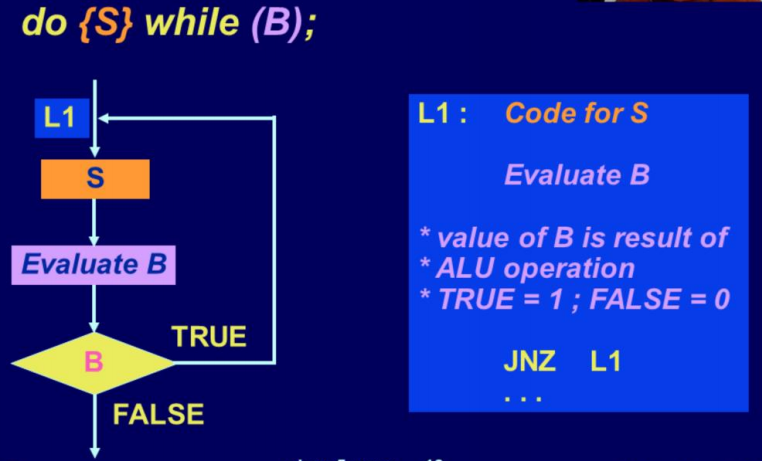 do {S} while (B);
L1
S
Evaluate B
B
TRUE
FALSE
L1 : Code for S
Evaluate B
* value of B is result of
* ALU operation
* TRUE = 1 ; FALSE = 0
JNZ L1
. . .